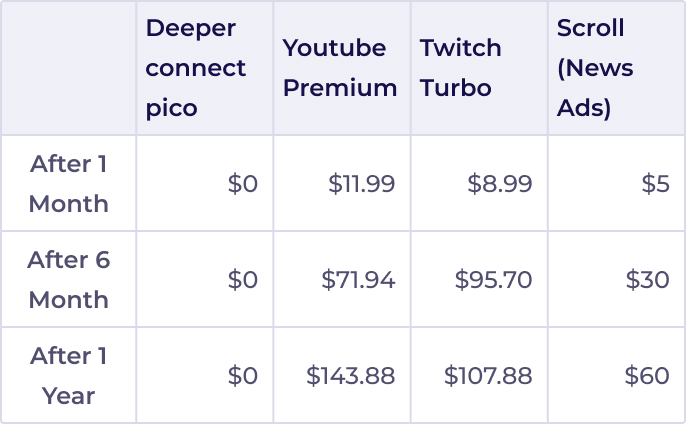 Deeper
connect
pico
Youtube
Premium
Twitch
Turbo
Scroll
(News
Ads)
After 1
Month
$0
$11.99
$8.99
$5
After 6
Month
$0
$71.94
$95.70
$30
After 1
Year
$0
$143.88
$107.88
$60